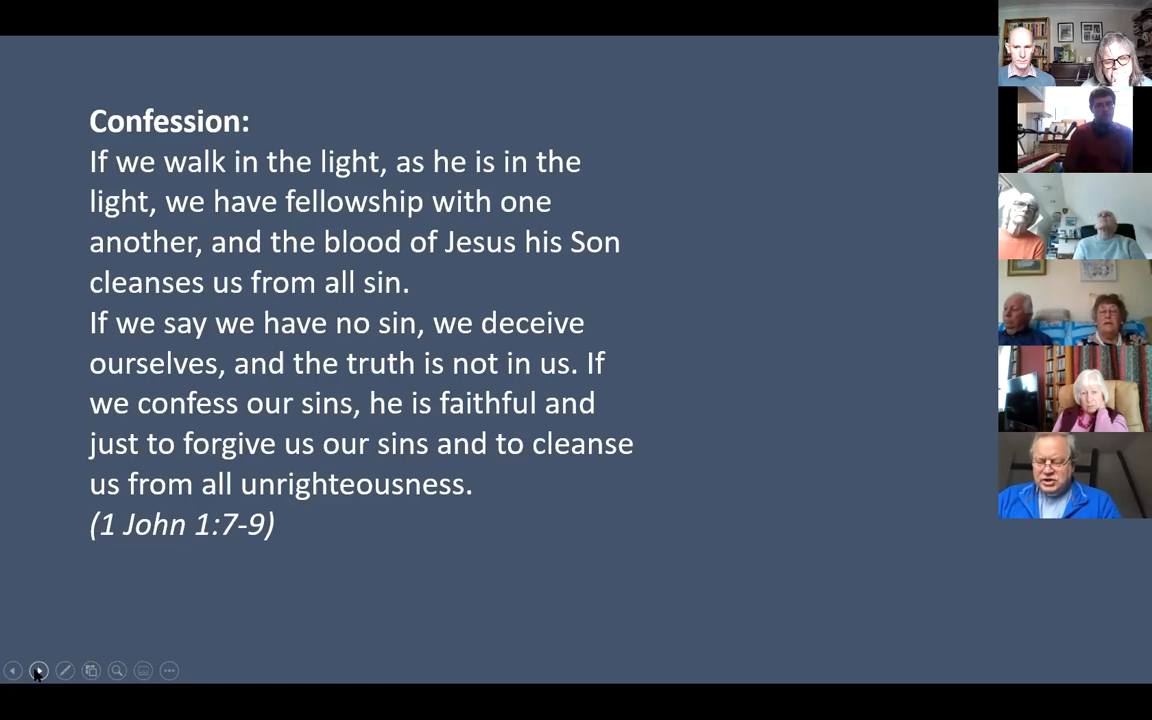 Confession:
If we walk in the light, as he is in the
light, we have fellowship with one
another, and the blood of Jesus his Son
cleanses us from all sin.
If we say we have no sin, we deceive
ourselves, and the truth is not in us. If
we confess our sins, he is faithful and
just to forgive us our sins and to cleanse
us from all unrighteousness.
(1 John 1:7-9)